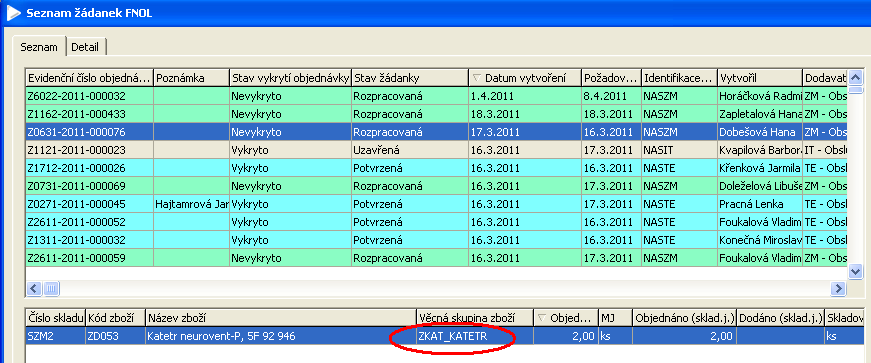 Seznam žádanek FNOL
Seznam Detail
Evidenční číslo objedná... Poznámka Stav vykrytí objednávky Stav žádanky Datum vytvoření Požadov... Identifikace... Vytvořil Dodavat
Z6022-2011-000032 Nevykryto Rozpracovaná 1.4.2011 8.4.2011 NASZM Horáčková Radmi ZM - Obs
Z1162-2011-000433 Nevykryto Rozpracovaná 18.3.2011 18.3.2011 NASZM Zapletalová Hana ZM - Obs
Z0631-2011-000076 Nevykryto Rozpracovaná 17.3.2011 16.3.2011 NASZM Dobešová Hana ZM - Obs
Z1121-2011-000023 Vykryto Uzavřená 16.3.2011 17.3.2011 NASIT Kvapilová Barbor IT - Obslu
Z1712-2011-000026 Vykryto Potvrzená 16.3.2011 16.3.2011 NASTE Křenková Jarmila TE - Obsl
Z0731-2011-000069 Nevykryto Rozpracovaná 16.3.2011 17.3.2011 NASZM Doleželová Libuše ZM - Obs
Z0271-2011-000045 Hajtamrová Jar Vykryto Potvrzená 16.3.2011 17.3.2011 NASTE Pracná Lenka TE - Obsl
Z2611-2011-000052 Vykryto Potvrzená 16.3.2011 16.3.2011 NASTE Foukalová Vladim TE - Obsl
Z1311-2011-000032 Vykryto Potvrzená 16.3.2011 16.3.2011 NASTE Konečná Miroslav TE - Obsl
Z2611-2011-000059 Nevykryto Rozpracovaná 16.3.2011 17.3.2011 NASZM Foukalová Vladim ZM - Obs
Číslo skladu Kód zboží Název zboží Věcná skupina zboží Objed... MJ Objednáno (sklad.j.) Dodáno (sklad.j.) Skladov
SZM2 ZD053 Katetr neurovent-P, 5F 92 946 ZKAT_KATETR 2,00 ks 2,00 ks